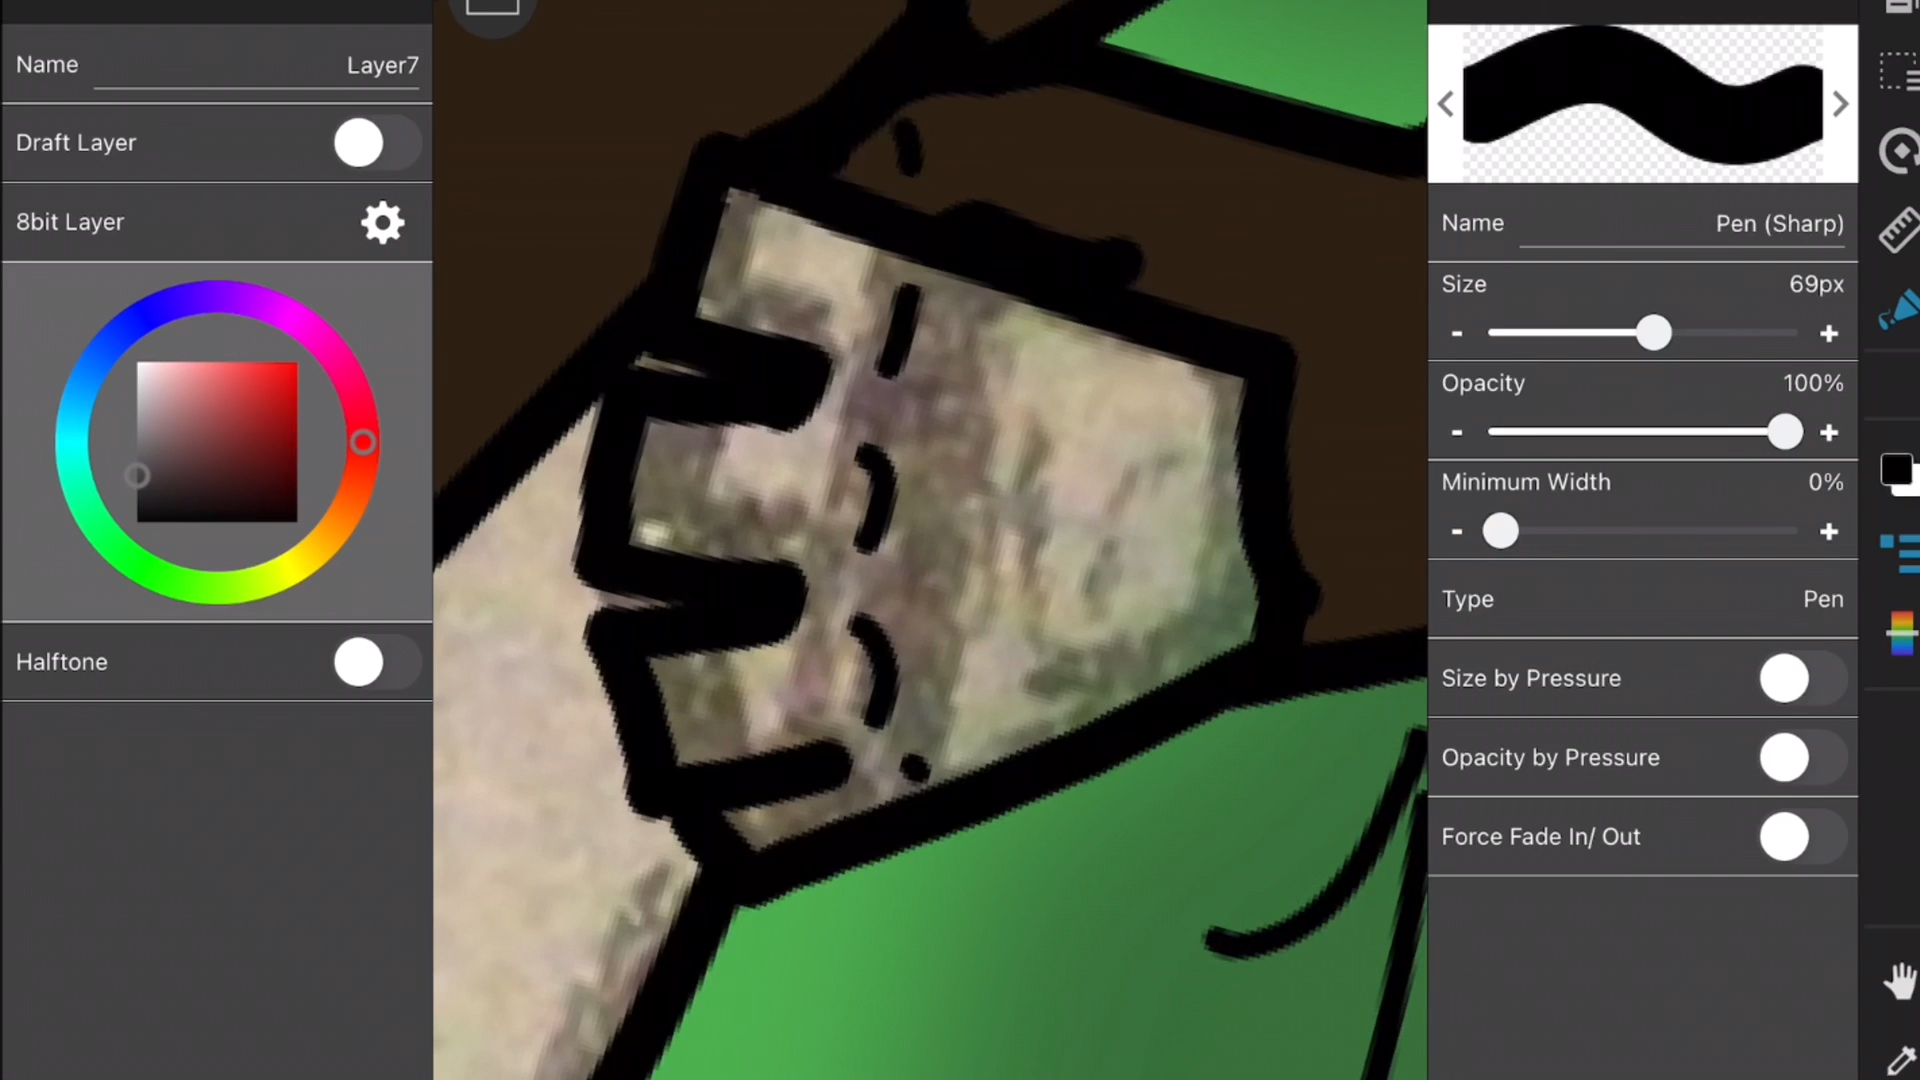 Name Layer7
Draft Layer
8bit Layer
Halftone
Name Pen (Sharp)
Size 69px
- +
Opacity 100%
- +
Minimum Width 0%
- +
Type Pen
Size by Pressure
Opacity by Pressure
Force Fade In/ Out